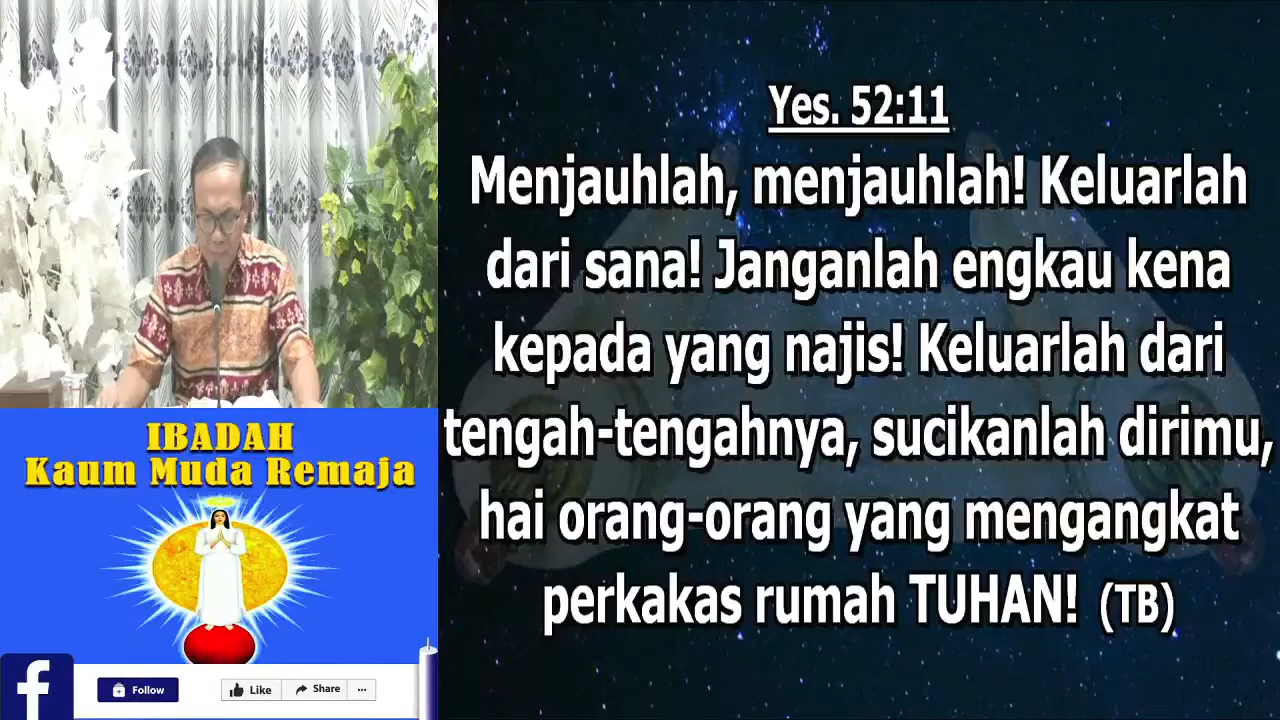 Yes. 52:11
Menjauhlah, menjauhlah! Keluarlah
dari sana! Janganlah engkau kena
kepada yang najis! Keluarlah dari
tengah-tengahnya, sucikanlah dirimu,
hai orang-orang yang mengangkat
perkakas rumah TUHAN! (TB)
IBADAH
Kaum Muda Remaja
f
Follow
Like
Share